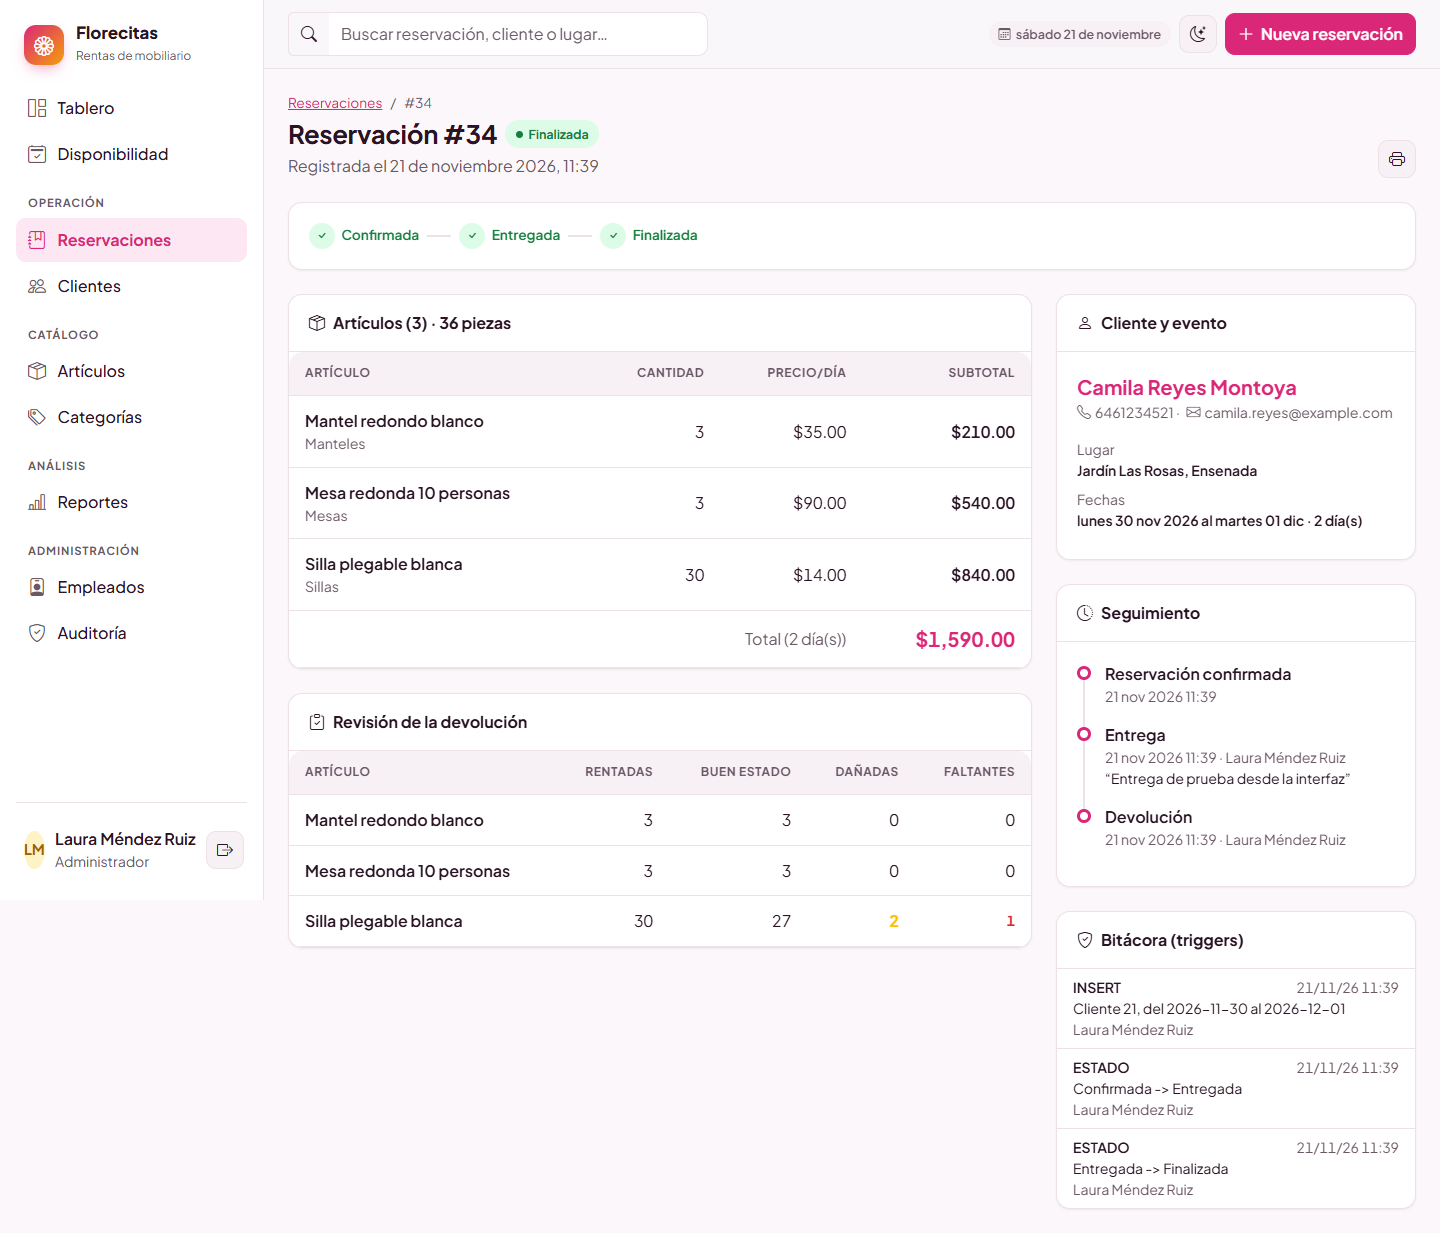 Florecitas
Rentas de mobiliario
Tablero
Disponibilidad
OPERACIÓN
Reservaciones
Clientes
CATÁLOGO
Artículos
Categorías
ANÁLISIS
Reportes
ADMINISTRACIÓN
Empleados
Auditoría
LM
Laura Méndez Ruiz
Administrador
Buscar reservación, cliente o lugar...
sábado 21 de noviembre
Nueva reservación
Reservaciones / #34
Reservación #34
Finalizada
Registrada el 21 de noviembre 2026, 11:39
Confirmada
Entregada
Finalizada
Artículos (3) · 36 piezas
ARTÍCULO CANTIDAD PRECIO/DÍA SUBTOTAL
Mantel redondo blanco
Manteles
3 $35.00 $210.00
Mesa redonda 10 personas
Mesas
3 $90.00 $540.00
Silla plegable blanca
Sillas
30 $14.00 $840.00
Total (2 día(s)) $1,590.00
Revisión de la devolución
ARTÍCULO RENTADAS BUEN ESTADO DAÑADAS FALTANTES
Mantel redondo blanco 3 3 0 0
Mesa redonda 10 personas 3 3 0 0
Silla plegable blanca 30 27 2 1
Cliente y evento
Camila Reyes Montoya
6461234521 · camila.reyes@example.com
Lugar
Jardín Las Rosas, Ensenada
Fechas
lunes 30 nov 2026 al martes 01 dic · 2 día(s)
Seguimiento
Reservación confirmada
21 nov 2026 11:39
Entrega
21 nov 2026 11:39 · Laura Méndez Ruiz
“Entrega de prueba desde la interfaz”
Devolución
21 nov 2026 11:39 · Laura Méndez Ruiz
Bitácora (triggers)
INSERT 21/11/26 11:39
Cliente 21, del 2026-11-30 al 2026-12-01
Laura Méndez Ruiz
ESTADO 21/11/26 11:39
Confirmada -> Entregada
Laura Méndez Ruiz
ESTADO 21/11/26 11:39
Entregada -> Finalizada
Laura Méndez Ruiz